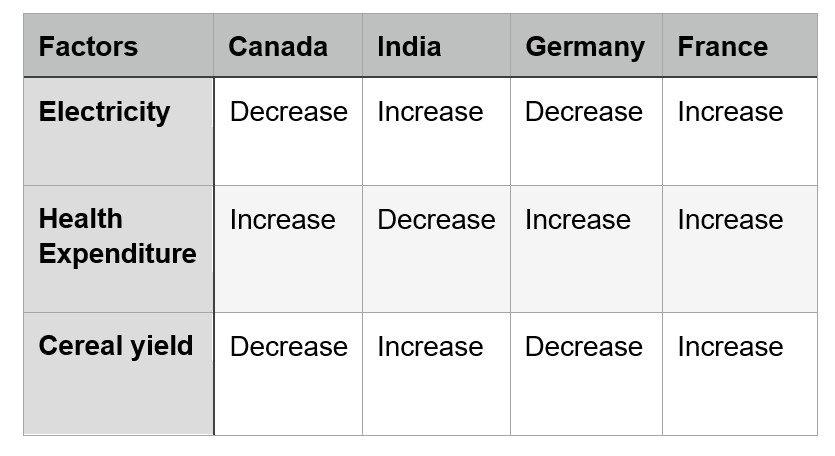 Factors Canada India Germany France
Electricity Decrease Increase Decrease Increase
Health
Expenditure Increase Decrease Increase Increase
Cereal yield Decrease Increase Decrease Increase